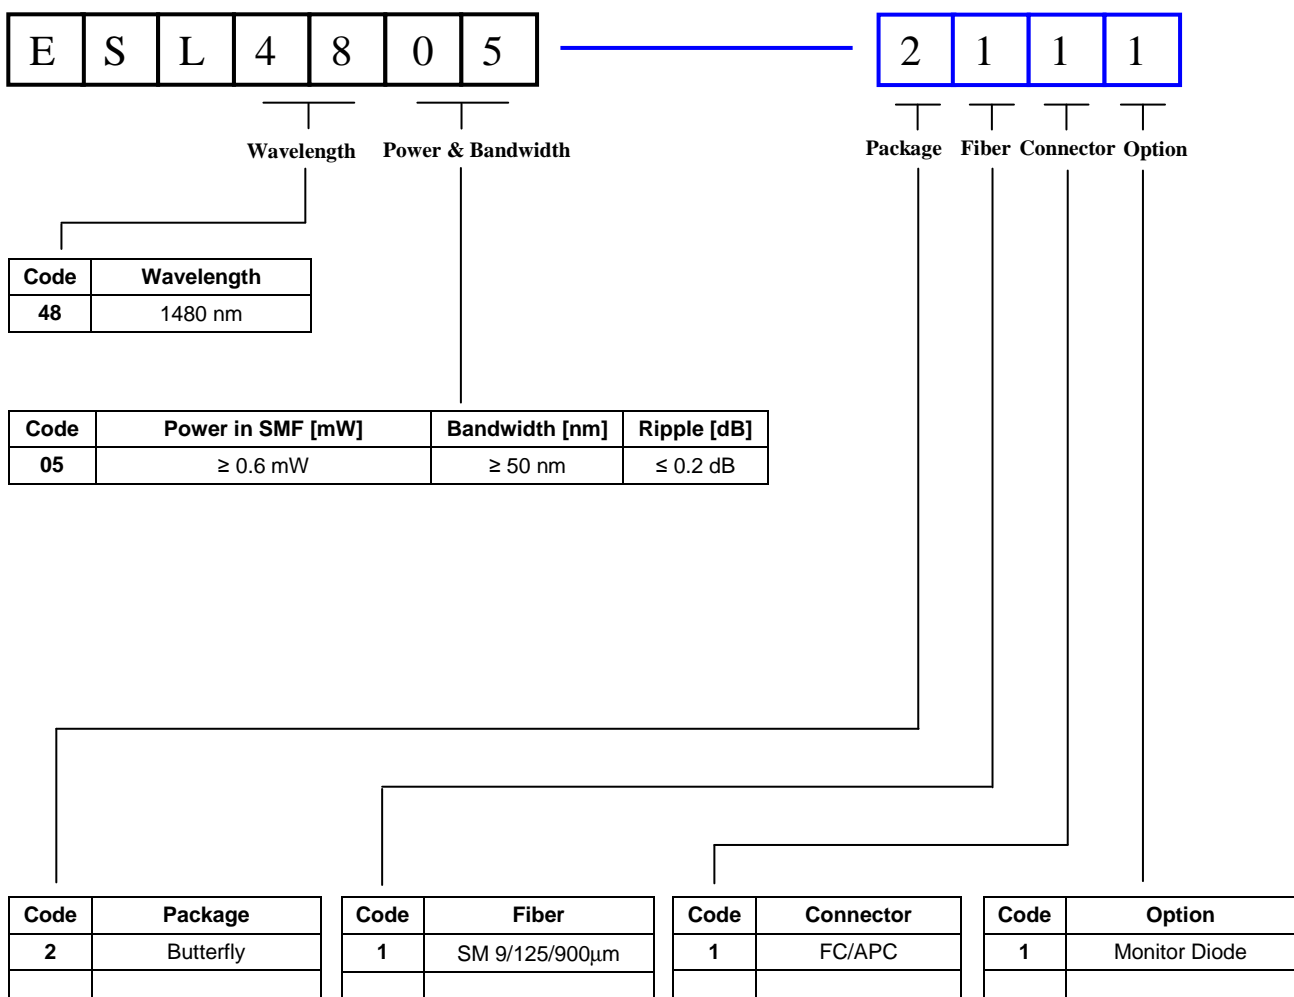 E S L 4 8 0 5 2 1 1 1
Wavelength Power & Bandwidth Package Fiber Connector Option
Code Wavelength
48 1480 nm
Code Power in SMF [mW] Bandwidth [nm] Ripple [dB]
05 ≥ 0.6 mW ≥ 50 nm ≤ 0.2 dB
Code Package Code Fiber Code Connector Code Option
2 Butterfly 1 SM 9/125/900μm 1 FC/APC 1 Monitor Diode